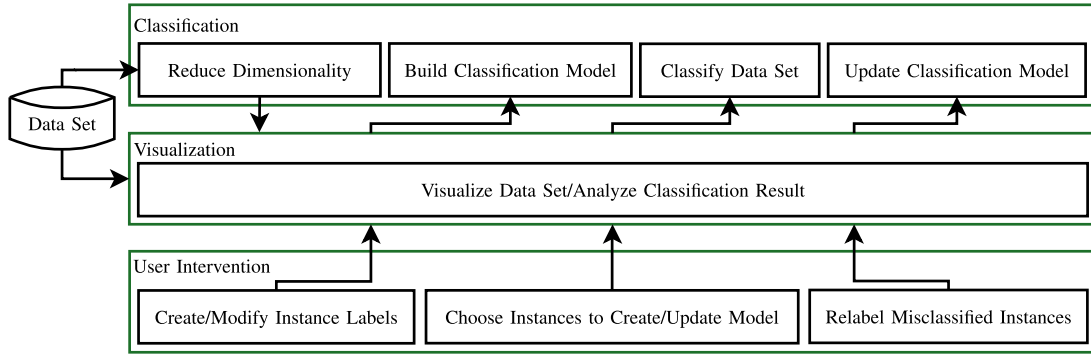 Classification
Reduce Dimensionality
Build Classification Model
Classify Data Set
Update Classification Model
Data Set
Visualization
Visualize Data Set/Analyze Classification Result
User Intervention
Create/Modify Instance Labels
Choose Instances to Create/Update Model
Relabel Misclassified Instances